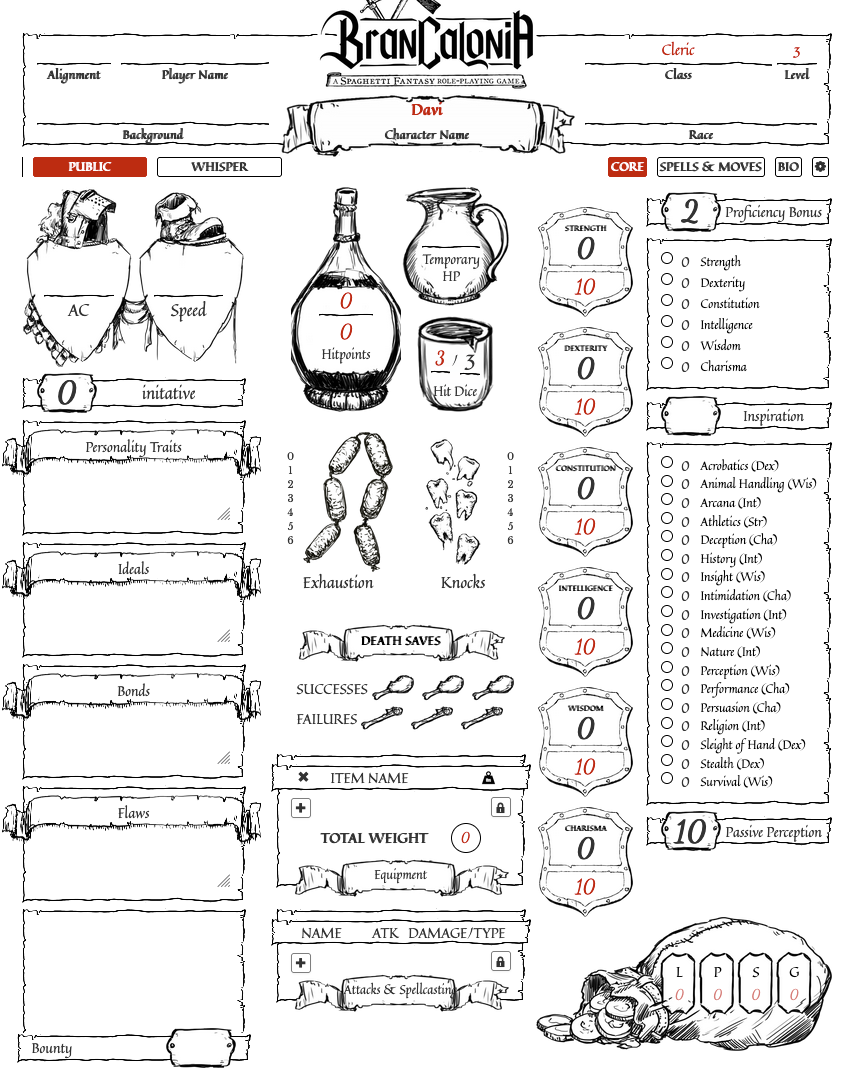 BranCalonia
A Spaghetti Fantasy role-playing game
Cleric 3
Alignment Player Name Class Level
Davi
Background Character Name Race
PUBLIC WHISPER CORE SPELLS & MOVES BIO
AC
Speed
0 initative
Personality Traits
Ideals
Bonds
Flaws
Bounty
0
0
Hitpoints
Temporary
HP
3 / 3
Hit Dice
0
1
2
3
4
5
6
Exhaustion
0
1
2
3
4
5
6
Knocks
DEATH SAVES
SUCCESSES
FAILURES
✖ ITEM NAME
+
TOTAL WEIGHT 0
Equipment
NAME ATK DAMAGE/TYPE
+
Attacks & Spellcasting
STRENGTH
0
10
DEXTERITY
0
10
CONSTITUTION
0
10
INTELLIGENCE
0
10
WISDOM
0
10
CHARISMA
0
10
2 Proficiency Bonus
0 Strength
0 Dexterity
0 Constitution
0 Intelligence
0 Wisdom
0 Charisma
Inspiration
0 Acrobatics (Dex)
0 Animal Handling (Wis)
0 Arcana (Int)
0 Athletics (Str)
0 Deception (Cha)
0 History (Int)
0 Insight (Wis)
0 Intimidation (Cha)
0 Investigation (Int)
0 Medicine (Wis)
0 Nature (Int)
0 Perception (Wis)
0 Performance (Cha)
0 Persuasion (Cha)
0 Religion (Int)
0 Sleight of Hand (Dex)
0 Stealth (Dex)
0 Survival (Wis)
10 Passive Perception
L P S G
0 0 0 0